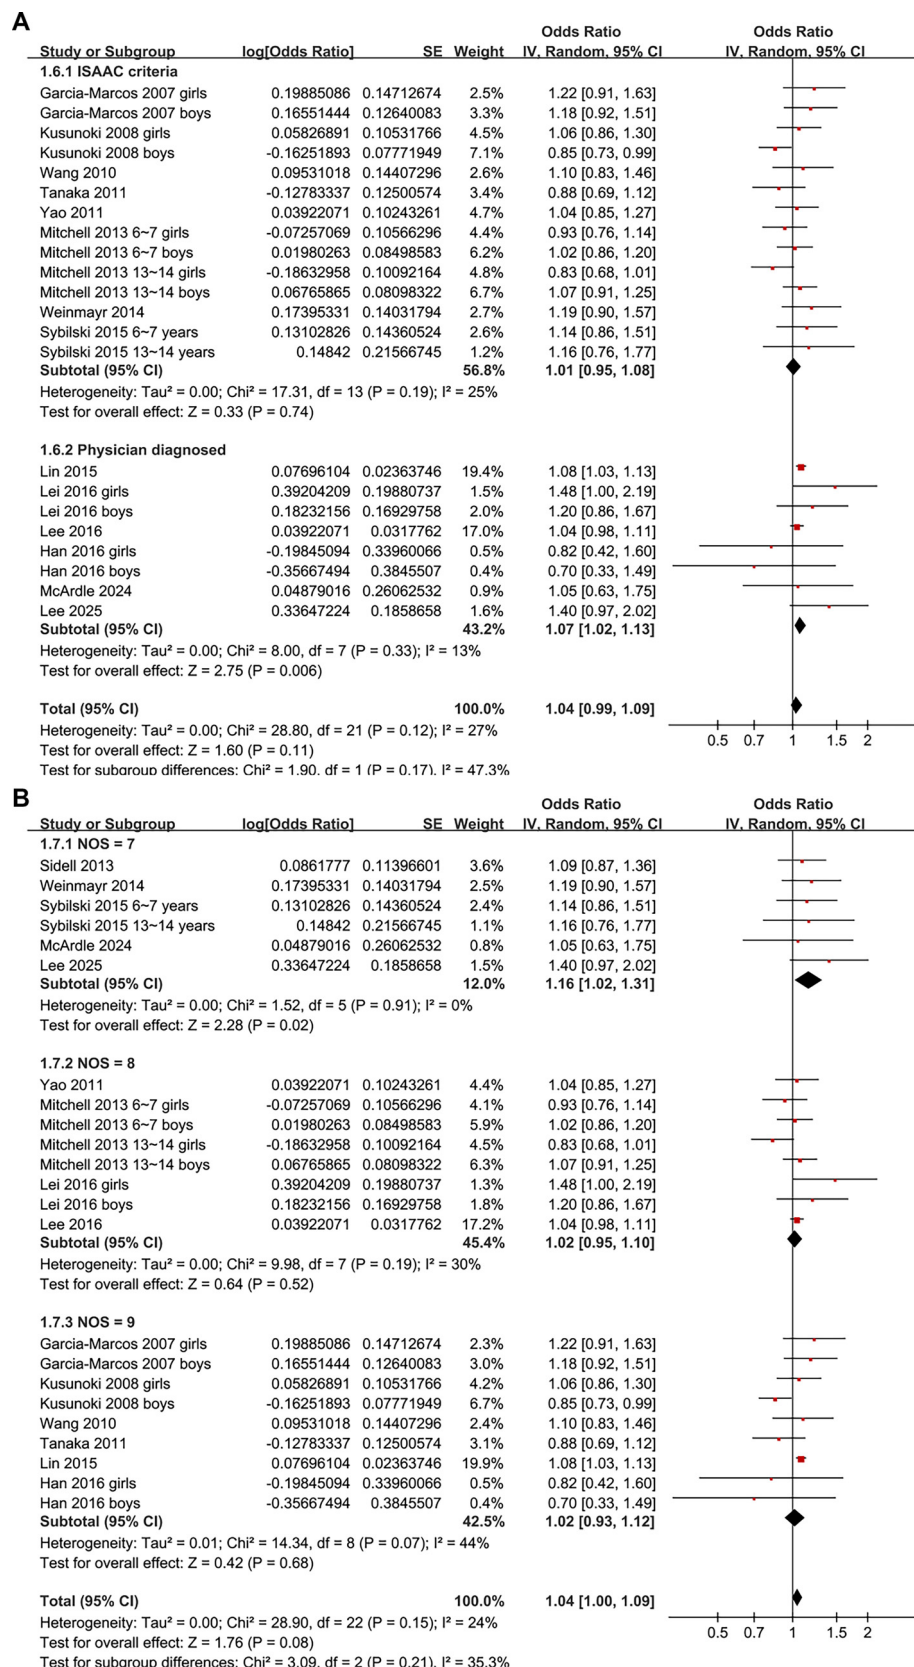 A
Odds Ratio Odds Ratio
Study or Subgroup log[Odds Ratio] SE Weight IV, Random, 95% CI IV, Random, 95% CI
1.6.1 ISAAC criteria
Garcia-Marcos 2007 girls 0.19885086 0.14712674 2.5% 1.22 [0.91, 1.63]
Garcia-Marcos 2007 boys 0.16551444 0.12640083 3.3% 1.18 [0.92, 1.51]
Kusunoki 2008 girls 0.05826891 0.10531766 4.5% 1.06 [0.86, 1.30]
Kusunoki 2008 boys -0.16251893 0.07771949 7.1% 0.85 [0.73, 0.99]
Wang 2010 0.09531018 0.14407296 2.6% 1.10 [0.83, 1.46]
Tanaka 2011 -0.12783337 0.12500574 3.4% 0.88 [0.69, 1.12]
Yao 2011 0.03922071 0.10243261 4.7% 1.04 [0.85, 1.27]
Mitchell 2013 6~7 girls -0.07257069 0.10566296 4.4% 0.93 [0.76, 1.14]
Mitchell 2013 6~7 boys 0.01980263 0.08498583 6.2% 1.02 [0.86, 1.20]
Mitchell 2013 13~14 girls -0.18632958 0.10092164 4.8% 0.83 [0.68, 1.01]
Mitchell 2013 13~14 boys 0.06765865 0.08098322 6.7% 1.07 [0.91, 1.25]
Weinmayr 2014 0.17395331 0.14031794 2.7% 1.19 [0.90, 1.57]
Sybilski 2015 6~7 years 0.13102826 0.14360524 2.6% 1.14 [0.86, 1.51]
Sybilski 2015 13~14 years 0.14842 0.21566745 1.2% 1.16 [0.76, 1.77]
Subtotal (95% CI) 56.8% 1.01 [0.95, 1.08]
Heterogeneity: Tau² = 0.00; Chi² = 17.31, df = 13 (P = 0.19); I² = 25%
Test for overall effect: Z = 0.33 (P = 0.74)
1.6.2 Physician diagnosed
Lin 2015 0.07696104 0.02363746 19.4% 1.08 [1.03, 1.13]
Lei 2016 girls 0.39204209 0.19880737 1.5% 1.48 [1.00, 2.19]
Lei 2016 boys 0.18232156 0.16929758 2.0% 1.20 [0.86, 1.67]
Lee 2016 0.03922071 0.0317762 17.0% 1.04 [0.98, 1.11]
Han 2016 girls -0.19845094 0.33960066 0.5% 0.82 [0.42, 1.60]
Han 2016 boys -0.35667494 0.3845507 0.4% 0.70 [0.33, 1.49]
McArdle 2024 0.04879016 0.26062532 0.9% 1.05 [0.63, 1.75]
Lee 2025 0.33647224 0.1858658 1.6% 1.40 [0.97, 2.02]
Subtotal (95% CI) 43.2% 1.07 [1.02, 1.13]
Heterogeneity: Tau² = 0.00; Chi² = 8.00, df = 7 (P = 0.33); I² = 13%
Test for overall effect: Z = 2.75 (P = 0.006)
Total (95% CI) 100.0% 1.04 [0.99, 1.09]
Heterogeneity: Tau² = 0.00; Chi² = 28.80, df = 21 (P = 0.12); I² = 27%
0.5 0.7 1 1.5 2
Test for overall effect: Z = 1.60 (P = 0.11)
Test for subgroup differences: Chi² = 1.90, df = 1 (P = 0.17), I² = 47.3%
B
Odds Ratio Odds Ratio
Study or Subgroup log[Odds Ratio] SE Weight IV, Random, 95% CI IV, Random, 95% CI
1.7.1 NOS = 7
Sidell 2013 0.0861777 0.11396601 3.6% 1.09 [0.87, 1.36]
Weinmayr 2014 0.17395331 0.14031794 2.5% 1.19 [0.90, 1.57]
Sybilski 2015 6~7 years 0.13102826 0.14360524 2.4% 1.14 [0.86, 1.51]
Sybilski 2015 13~14 years 0.14842 0.21566745 1.1% 1.16 [0.76, 1.77]
McArdle 2024 0.04879016 0.26062532 0.8% 1.05 [0.63, 1.75]
Lee 2025 0.33647224 0.1858658 1.5% 1.40 [0.97, 2.02]
Subtotal (95% CI) 12.0% 1.16 [1.02, 1.31]
Heterogeneity: Tau² = 0.00; Chi² = 1.52, df = 5 (P = 0.91); I² = 0%
Test for overall effect: Z = 2.28 (P = 0.02)
1.7.2 NOS = 8
Yao 2011 0.03922071 0.10243261 4.4% 1.04 [0.85, 1.27]
Mitchell 2013 6~7 girls -0.07257069 0.10566296 4.1% 0.93 [0.76, 1.14]
Mitchell 2013 6~7 boys 0.01980263 0.08498583 5.9% 1.02 [0.86, 1.20]
Mitchell 2013 13~14 girls -0.18632958 0.10092164 4.5% 0.83 [0.68, 1.01]
Mitchell 2013 13~14 boys 0.06765865 0.08098322 6.3% 1.07 [0.91, 1.25]
Lei 2016 girls 0.39204209 0.19880737 1.3% 1.48 [1.00, 2.19]
Lei 2016 boys 0.18232156 0.16929758 1.8% 1.20 [0.86, 1.67]
Lee 2016 0.03922071 0.0317762 17.2% 1.04 [0.98, 1.11]
Subtotal (95% CI) 45.4% 1.02 [0.95, 1.10]
Heterogeneity: Tau² = 0.00; Chi² = 9.98, df = 7 (P = 0.19); I² = 30%
Test for overall effect: Z = 0.64 (P = 0.52)
1.7.3 NOS = 9
Garcia-Marcos 2007 girls 0.19885086 0.14712674 2.3% 1.22 [0.91, 1.63]
Garcia-Marcos 2007 boys 0.16551444 0.12640083 3.0% 1.18 [0.92, 1.51]
Kusunoki 2008 girls 0.05826891 0.10531766 4.2% 1.06 [0.86, 1.30]
Kusunoki 2008 boys -0.16251893 0.07771949 6.7% 0.85 [0.73, 0.99]
Wang 2010 0.09531018 0.14407296 2.4% 1.10 [0.83, 1.46]
Tanaka 2011 -0.12783337 0.12500574 3.1% 0.88 [0.69, 1.12]
Lin 2015 0.07696104 0.02363746 19.9% 1.08 [1.03, 1.13]
Han 2016 girls -0.19845094 0.33960066 0.5% 0.82 [0.42, 1.60]
Han 2016 boys -0.35667494 0.3845507 0.4% 0.70 [0.33, 1.49]
Subtotal (95% CI) 42.5% 1.02 [0.93, 1.12]
Heterogeneity: Tau² = 0.01; Chi² = 14.34, df = 8 (P = 0.07); I² = 44%
Test for overall effect: Z = 0.42 (P = 0.68)
Total (95% CI) 100.0% 1.04 [1.00, 1.09]
Heterogeneity: Tau² = 0.00; Chi² = 28.90, df = 22 (P = 0.15); I² = 24%
0.5 0.7 1 1.5 2
Test for overall effect: Z = 1.76 (P = 0.08)
Test for subgroup differences: Chi² = 3.09, df = 2 (P = 0.21), I² = 35.3%